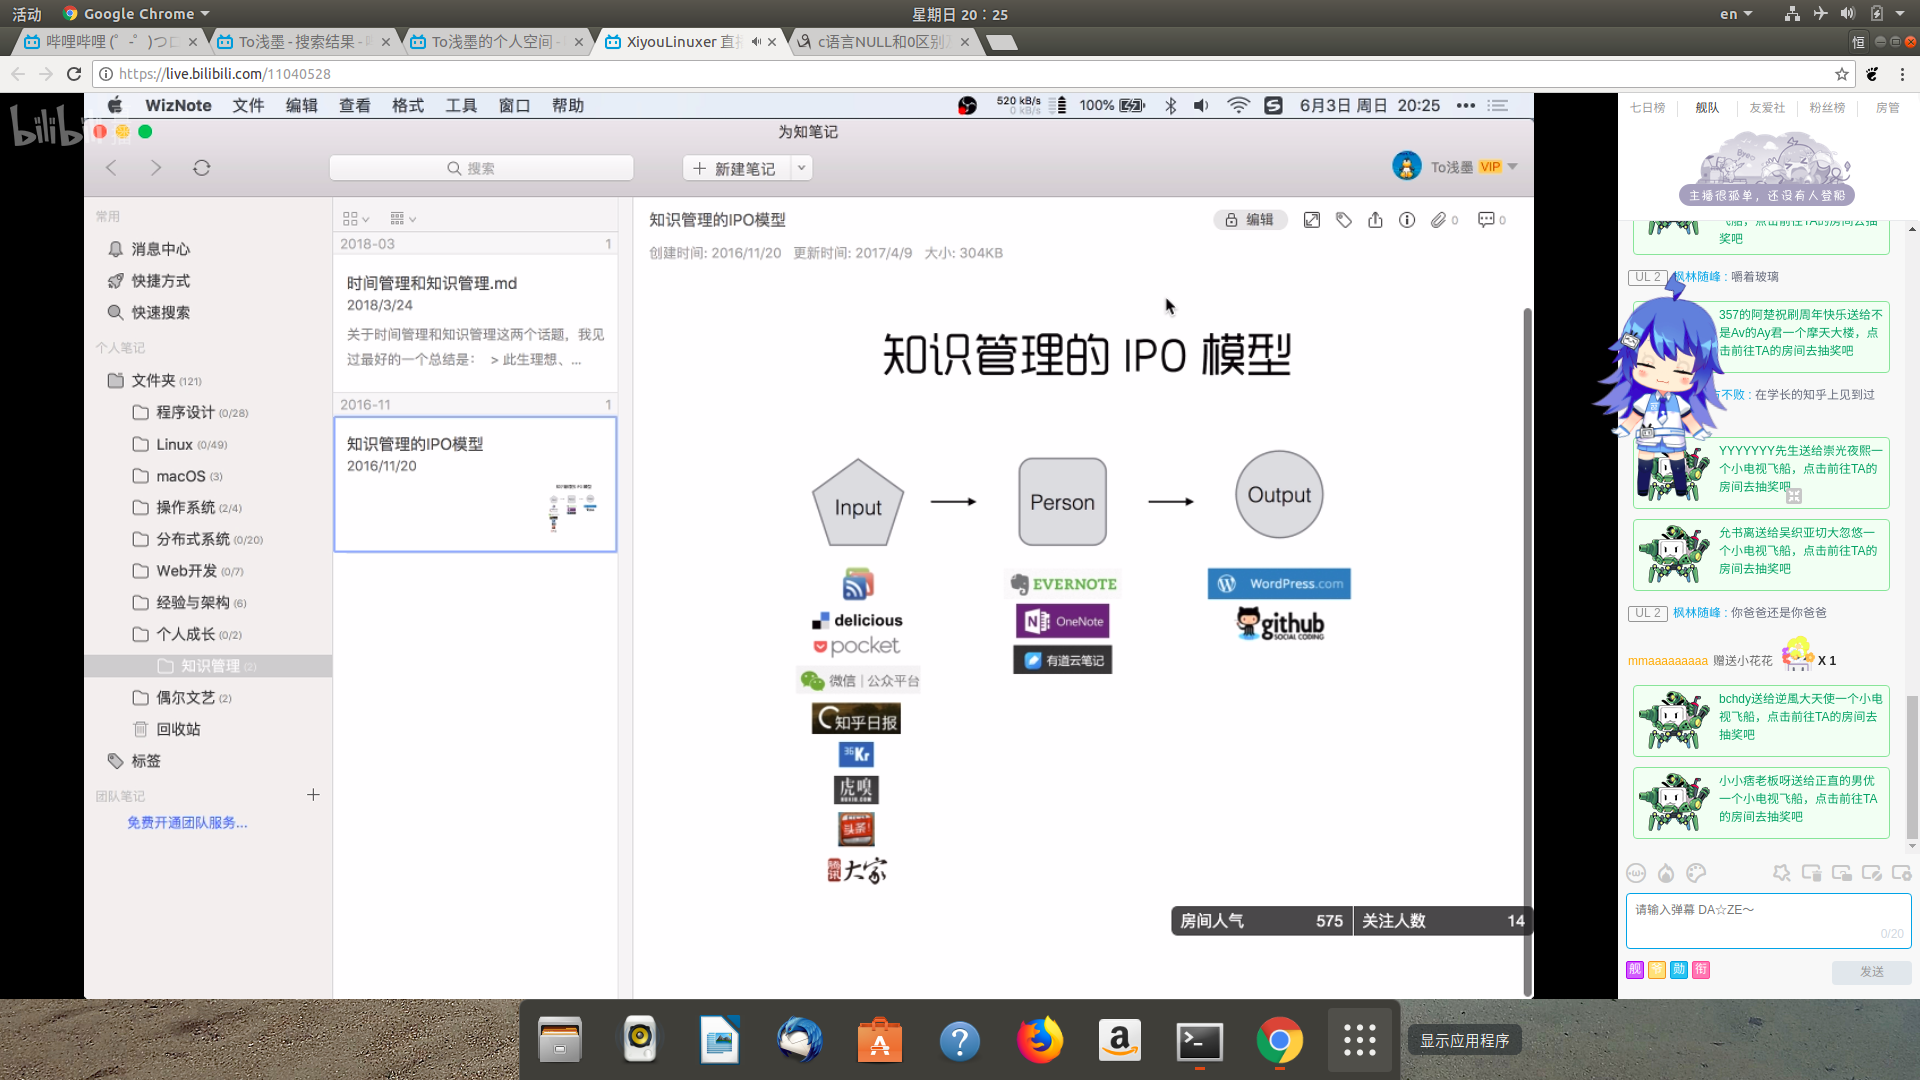 活动 Google Chrome 星期日 20：25 en
哔哩哔哩 (゜-゜)つロ To浅墨 - 搜索结果 - To浅墨的个人空间 - XiyouLinuxer 直播 c语言NULL和0区别 恒
https://live.bilibili.com/11040528
WizNote 文件 编辑 查看 格式 工具 窗口 帮助 520 kB/s 0 kB/s 100% 6月3日 周日 20:25
bilibili
为知笔记
搜索 新建笔记 To浅墨 VIP
常用
消息中心
快捷方式
快速搜索
个人笔记
文件夹 (121)
程序设计 (0/28)
Linux (0/49)
macOS (3)
操作系统 (2/4)
分布式系统 (0/20)
Web开发 (0/7)
经验与架构 (6)
个人成长 (0/2)
知识管理 (2)
偶尔文艺 (2)
回收站
标签
团队笔记
免费开通团队服务...
2018-03 1
时间管理和知识管理.md
2018/3/24
关于时间管理和知识管理这两个话题，我见
过最好的一个总结是： > 此生理想、...
2016-11 1
知识管理的IPO模型
2016/11/20
知识管理的IPO模型
编辑 0 0
创建时间: 2016/11/20 更新时间: 2017/4/9 大小: 304KB
知识管理的 IPO 模型
Input Person Output
EVERNOTE WordPress.com
delicious OneNote github
SOCIAL CODING
pocket 有道云笔记
微信 | 公众平台
知乎日报
36Kr
虎嗅
HUXIU.COM
头条
腾讯 大家
房间人气 575 关注人数 14
七日榜 舰队 友爱社 粉丝榜 房管
主播很孤单，还没有人登船
飞船，点击前往TA的房间去抽
奖吧
UL 2 枫林随峰 : 嚼着玻璃
357的阿楚祝刷周年快乐送给不
是Av的Ay君一个摩天大楼，点
击前往TA的房间去抽奖吧
不败 : 在学长的知乎上见到过
YYYYYYY先生送给崇光夜熙一
个小电视飞船，点击前往TA的
房间去抽奖吧
允书离送给吴织亚切大忽悠一
个小电视飞船，点击前往TA的
房间去抽奖吧
UL 2 枫林随峰 : 你爸爸还是你爸爸
mmaaaaaaaaa 赠送小花花 X 1
bchdy送给逆風大天使一个小电
视飞船，点击前往TA的房间去
抽奖吧
小小痞老板呀送给正直的男优
一个小电视飞船，点击前往TA
的房间去抽奖吧
请输入弹幕 DA☆ZE～
0/20
舰 爷 勋 衔 发送
显示应用程序